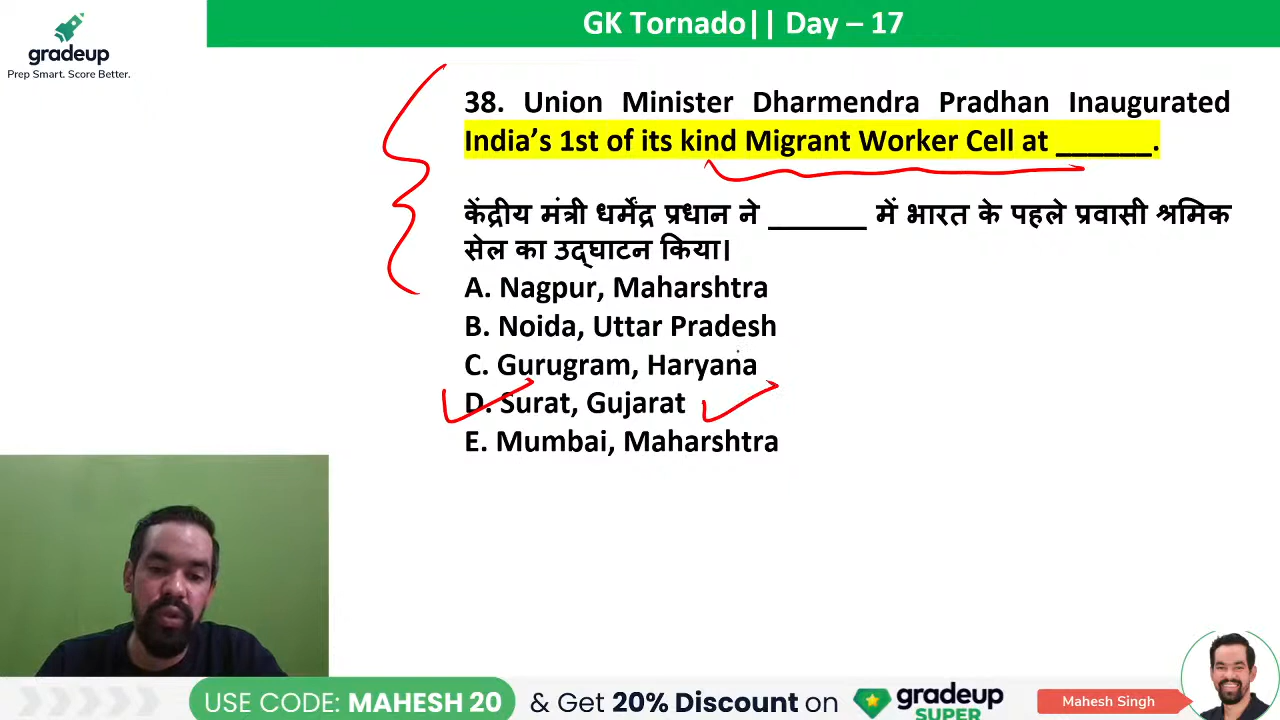 gradeup
Prep Smart. Score Better.
GK Tornado|| Day – 17
38. Union Minister Dharmendra Pradhan Inaugurated
India’s 1st of its kind Migrant Worker Cell at ______.
केंद्रीय मंत्री धर्मेंद्र प्रधान ने ______ में भारत के पहले प्रवासी श्रमिक
सेल का उद्घाटन किया।
A. Nagpur, Maharshtra
B. Noida, Uttar Pradesh
C. Gurugram, Haryana
D. Surat, Gujarat
E. Mumbai, Maharshtra
USE CODE: MAHESH 20 & Get 20% Discount on
gradeup
SUPER
Mahesh Singh